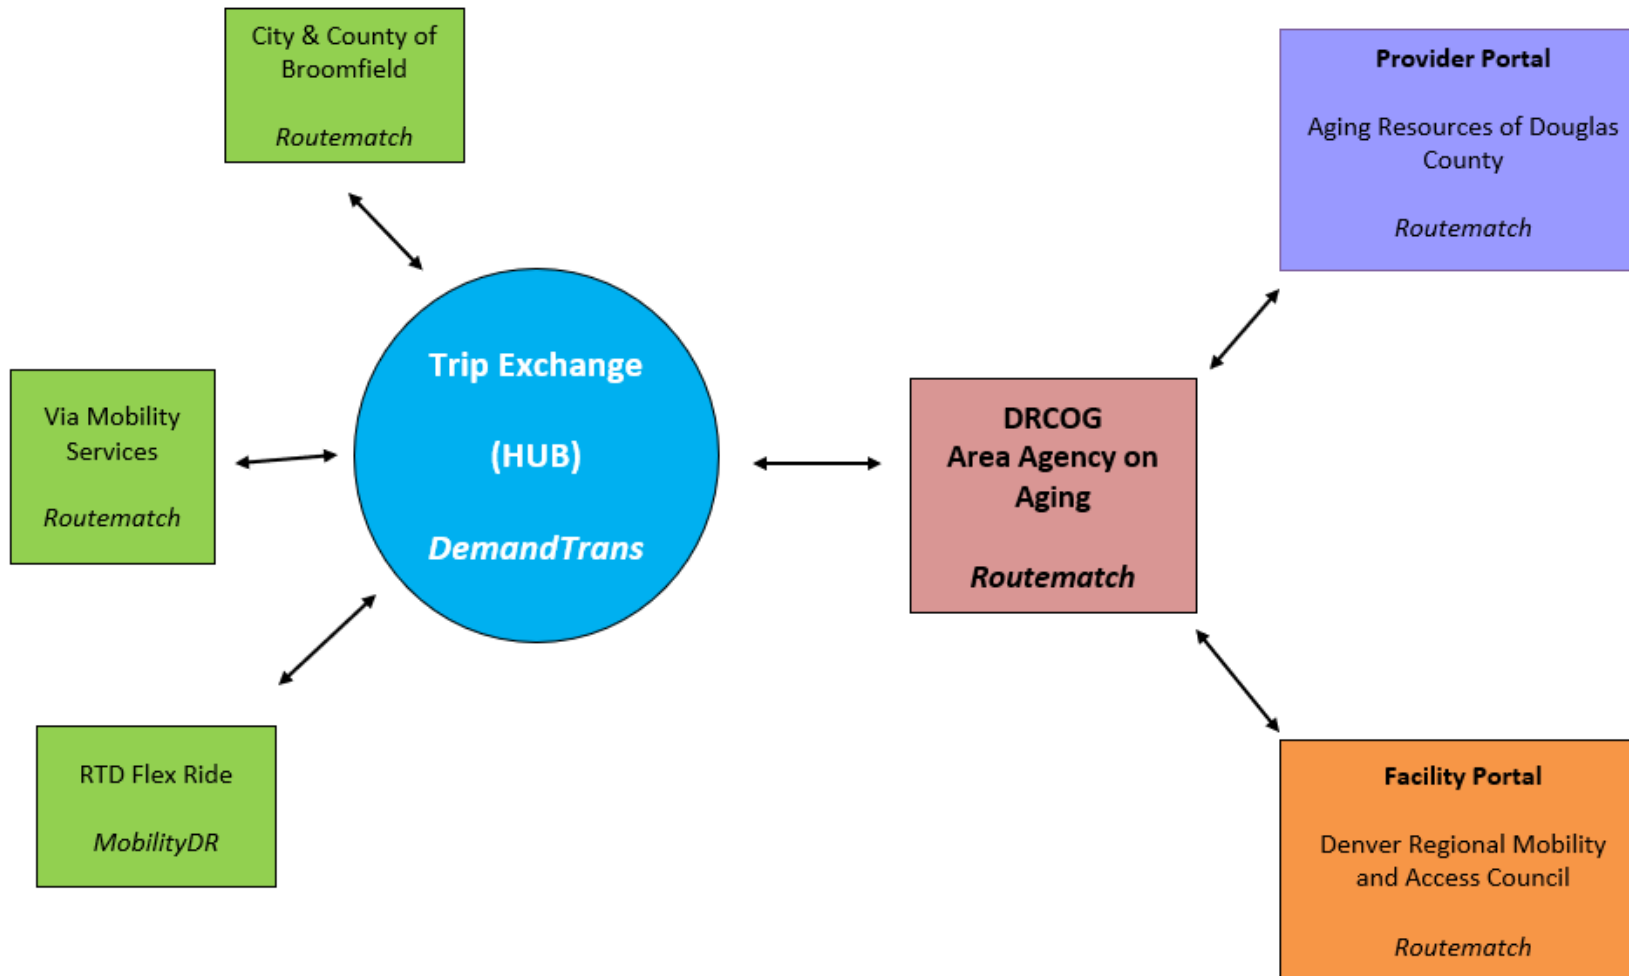 City & County of
Broomfield
Routematch
Provider Portal
Aging Resources of Douglas
County
Routematch
Trip Exchange
(HUB)
DemandTrans
Via Mobility
Services
Routematch
DRCOG
Area Agency on
Aging
Routematch
RTD Flex Ride
MobilityDR
Facility Portal
Denver Regional Mobility
and Access Council
Routematch